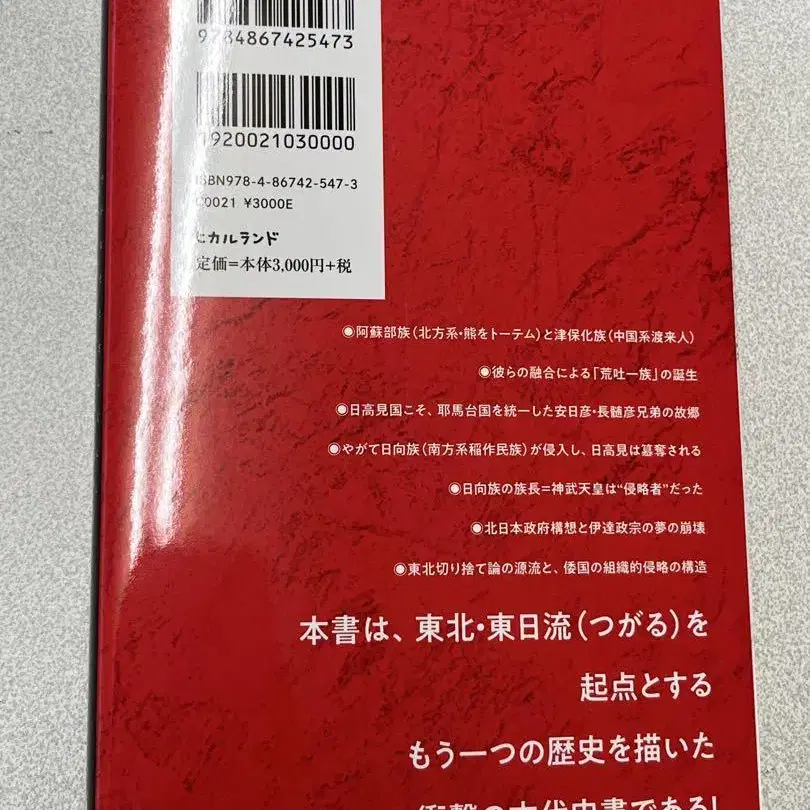 9784867425473
1920021030000
ISBN978-4-86742-547-3
C0021 ¥3000E
ヒカルランド
定価=本体3,000円+税
◉阿蘇部族(北方系・熊をトーテム)と津保化族(中国系渡来人)
◉彼らの融合による「荒吐一族」の誕生
◉日高見国こそ、耶馬台国を統一した安日彦・長髄彦兄弟の故郷
◉やがて日向族(南方系稲作民族)が侵入し、日高見は簒奪される
◉日向族の族長=神武天皇は“侵略者”だった
◉北日本政府構想と伊達政宗の夢の崩壊
◉東北切り捨て論の源流と、倭国の組織的侵略の構造
本書は、東北・東日流(つがる)を
起点とする
もう一つの歴史を描いた
衝撃の古代史書である!